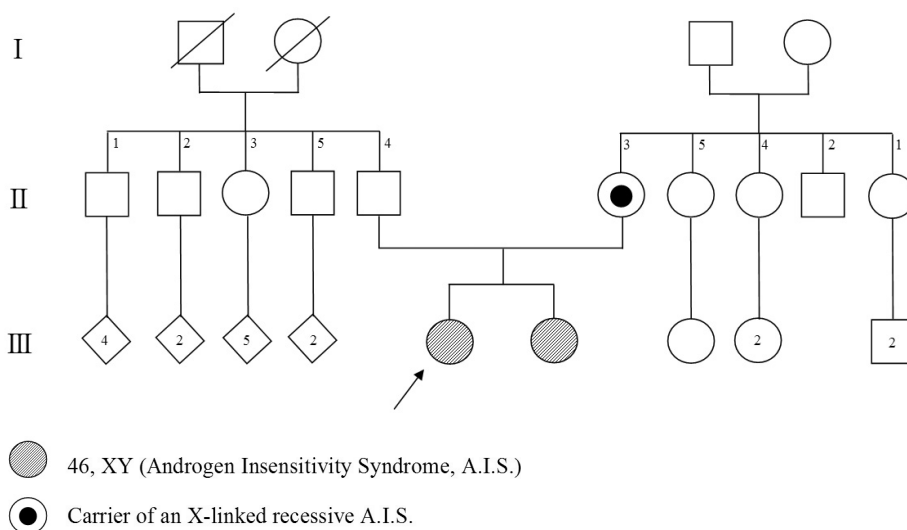 I
1 2 3 5 4 3 5 4 2 1
II
III
4 2 5 2 2 2
46, XY (Androgen Insensitivity Syndrome, A.I.S.)
Carrier of an X-linked recessive A.I.S.